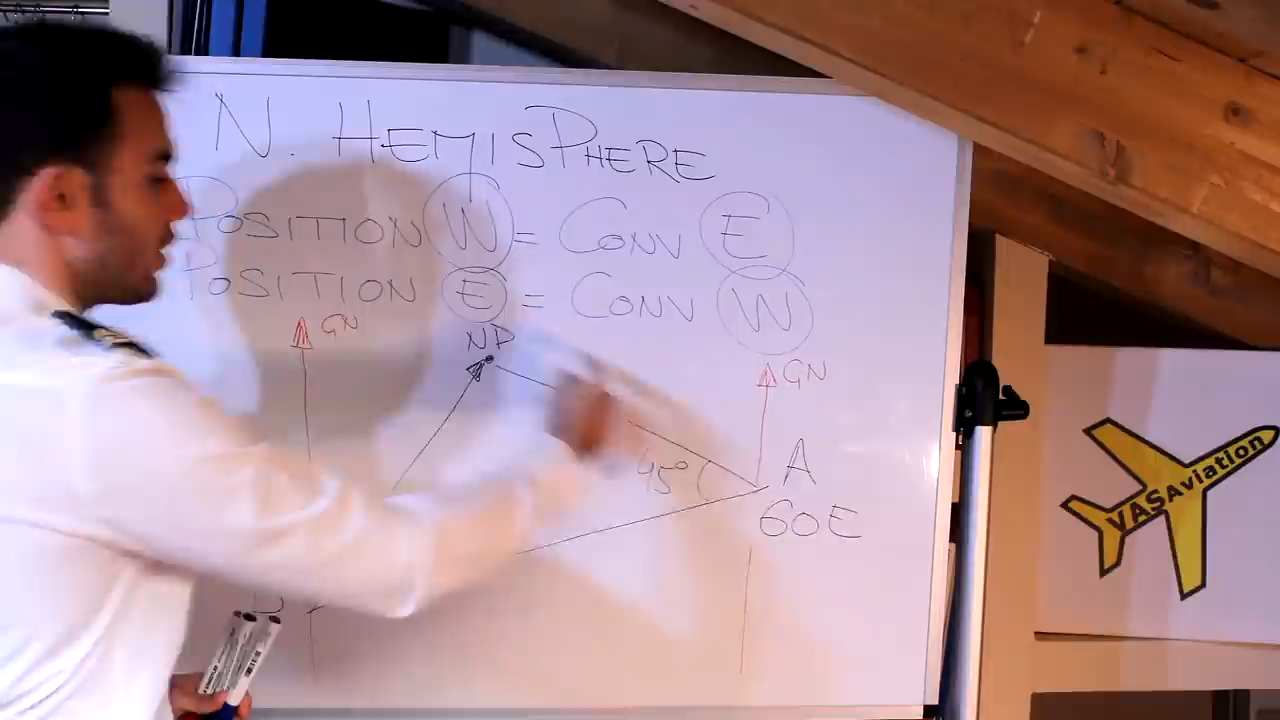 N. HEMISPHERE
POSITION W = CONV E
POSITION E = CONV W
GN
NP
GN
45°
A
60E
VASAviation